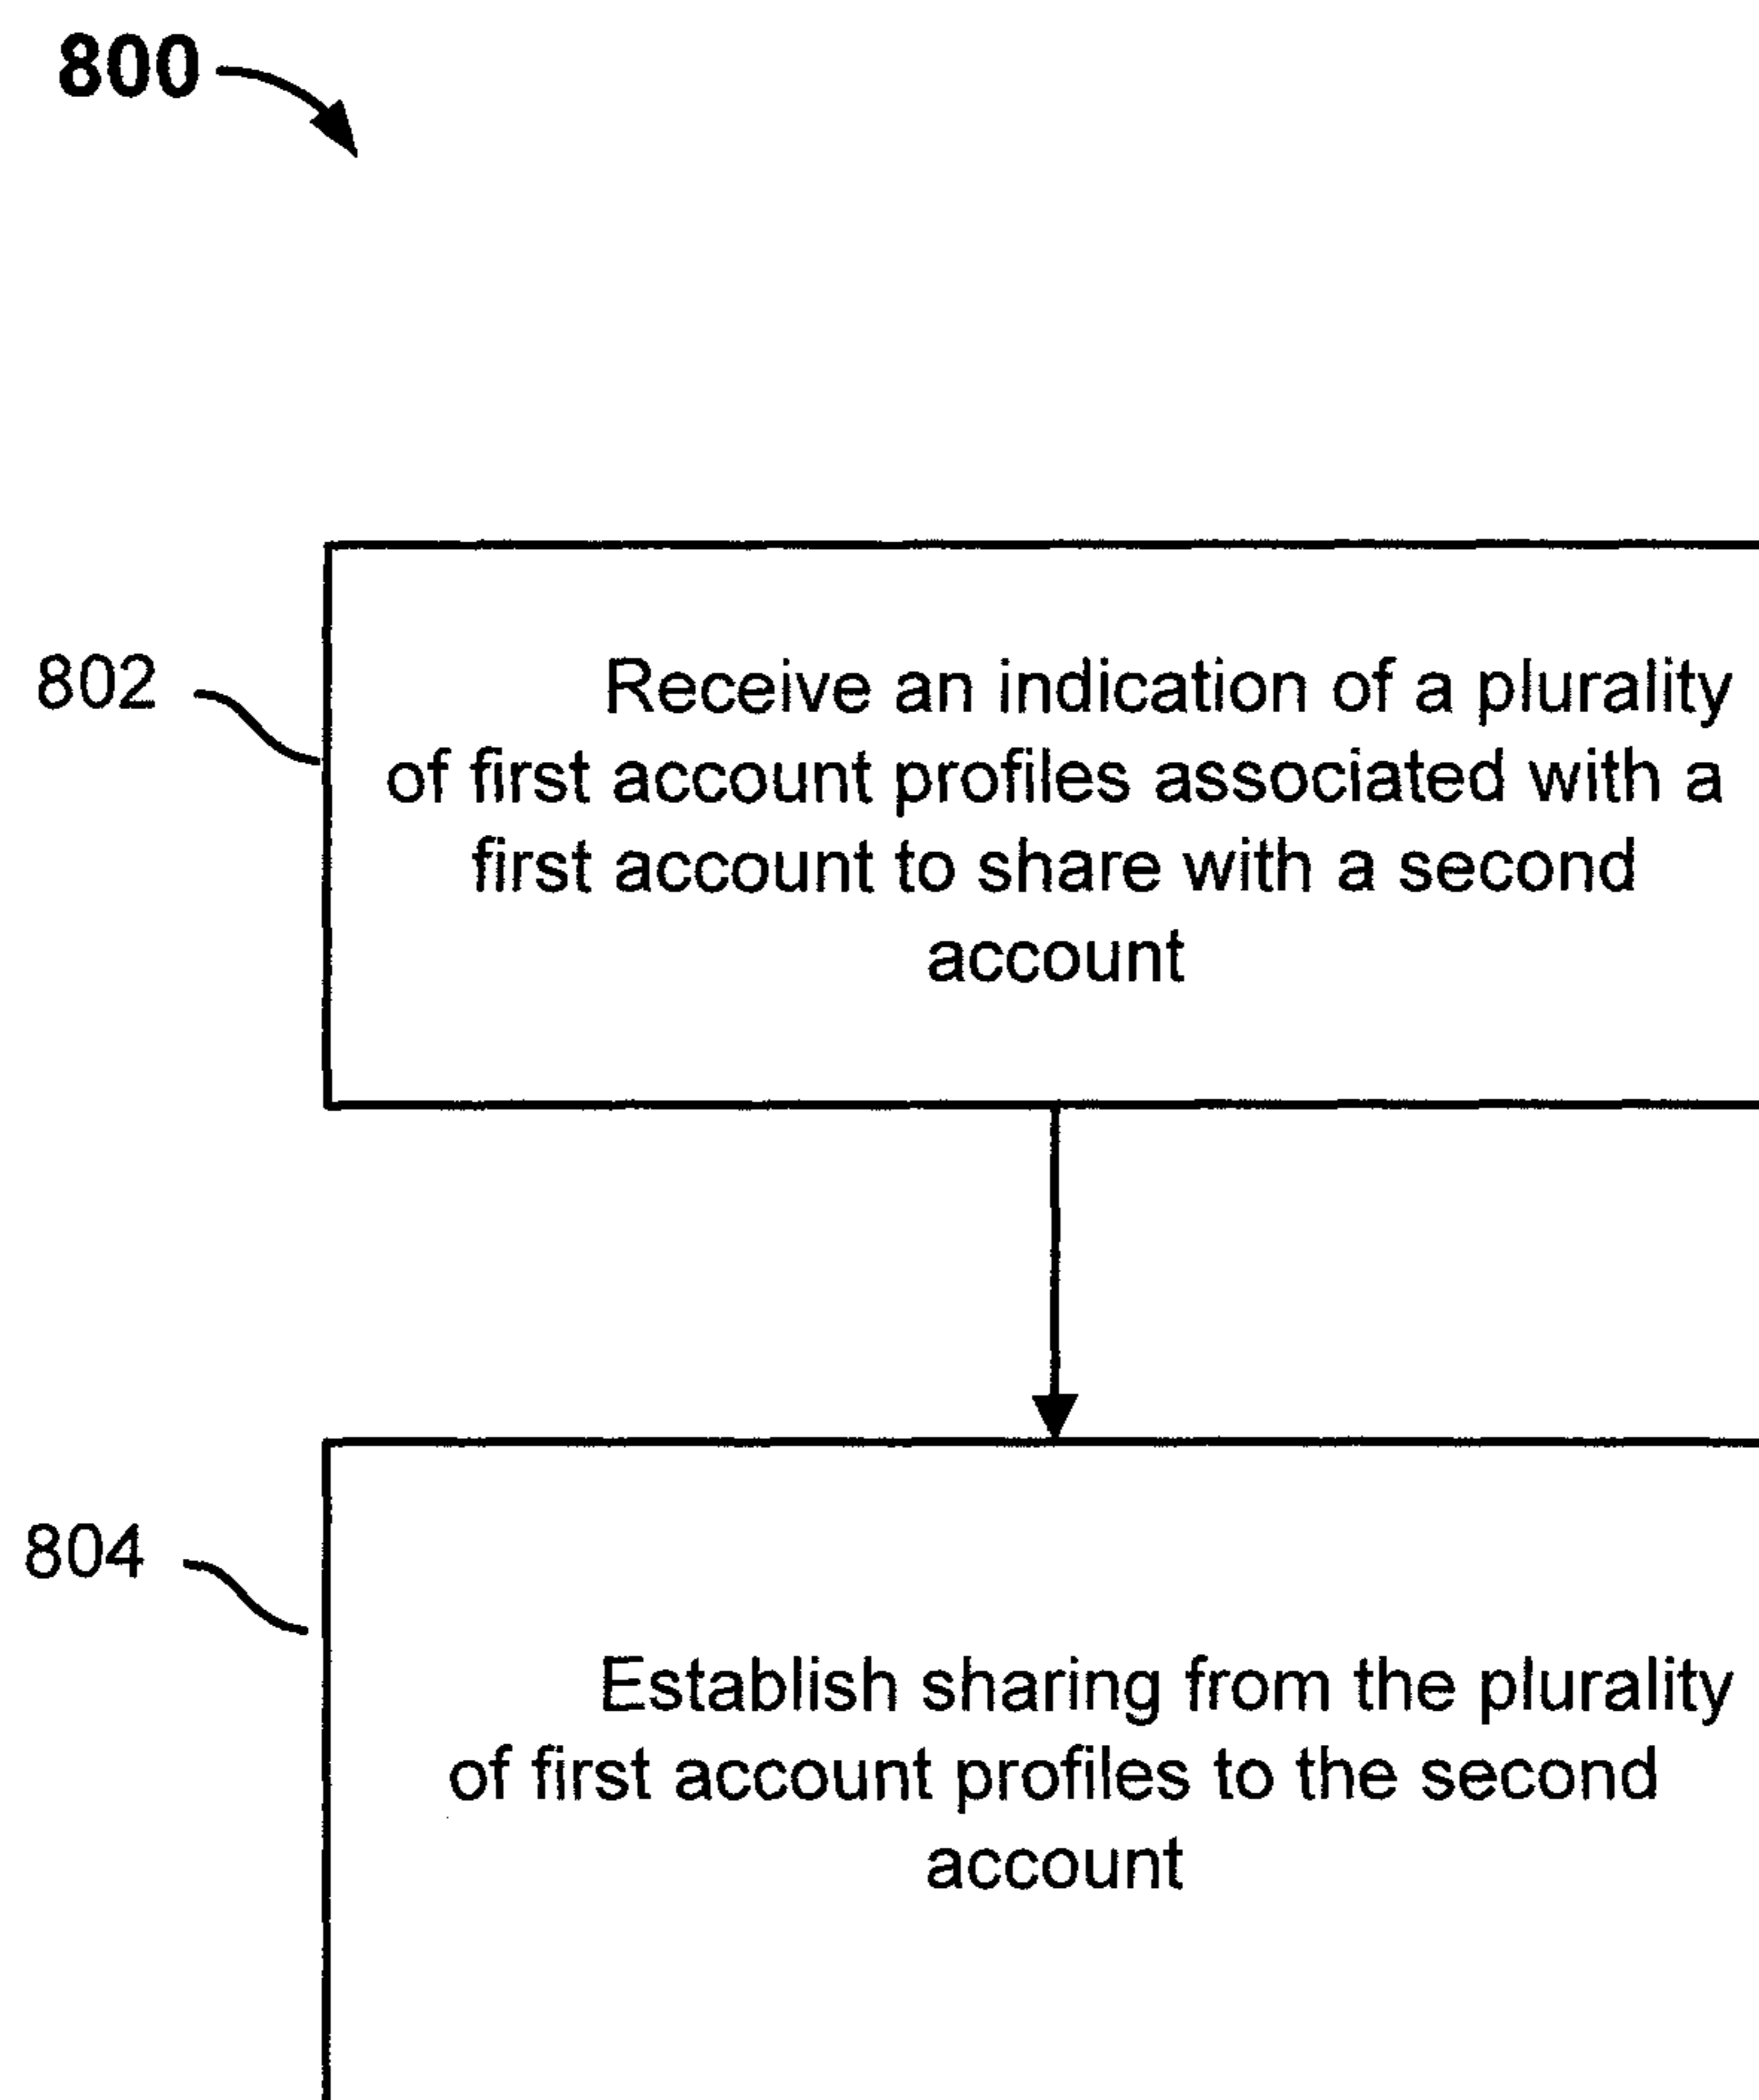 800
802
Receive an indication of a plurality
of first account profiles associated with a
first account to share with a second
account
804
Establish sharing from the plurality
of first account profiles to the second
account